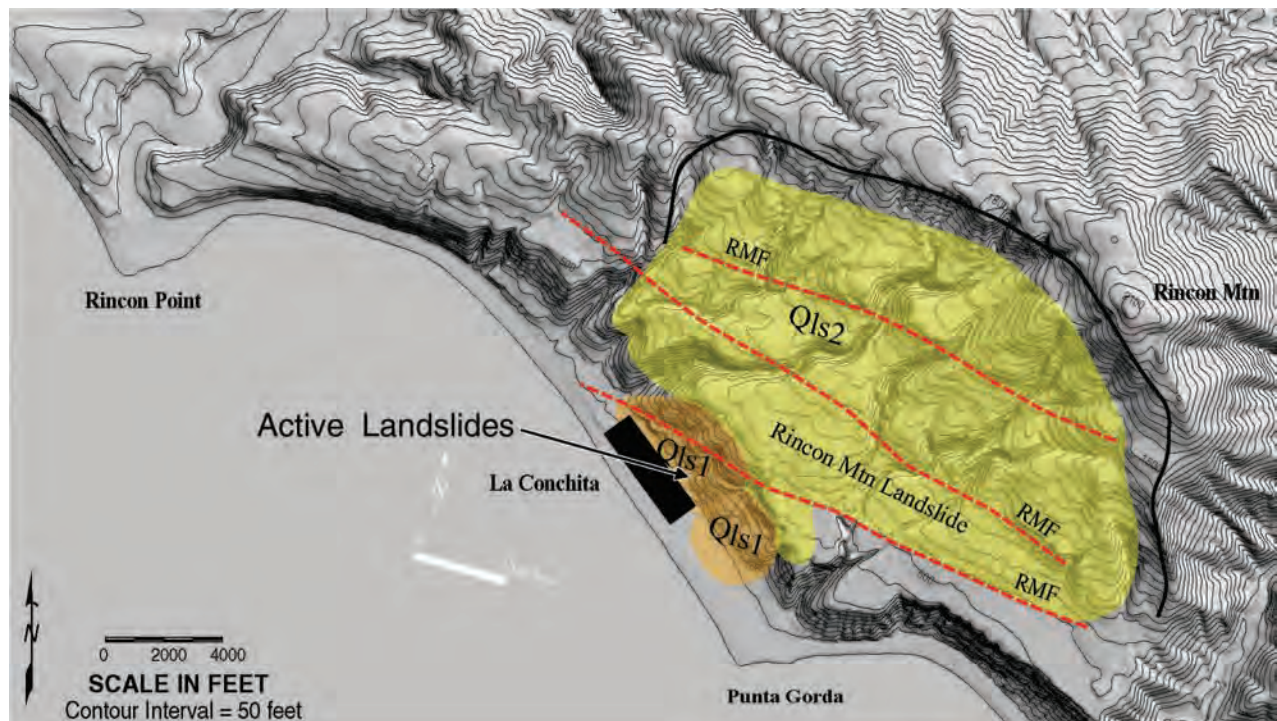 RMF
Rincon Point
Rincon Mtn
Qls2
Active Landslides
Rincon Mtn Landslide
Qls1
La Conchita
RMF
Qls1
RMF
N
0 2000 4000
SCALE IN FEET
Contour Interval = 50 feet
Punta Gorda